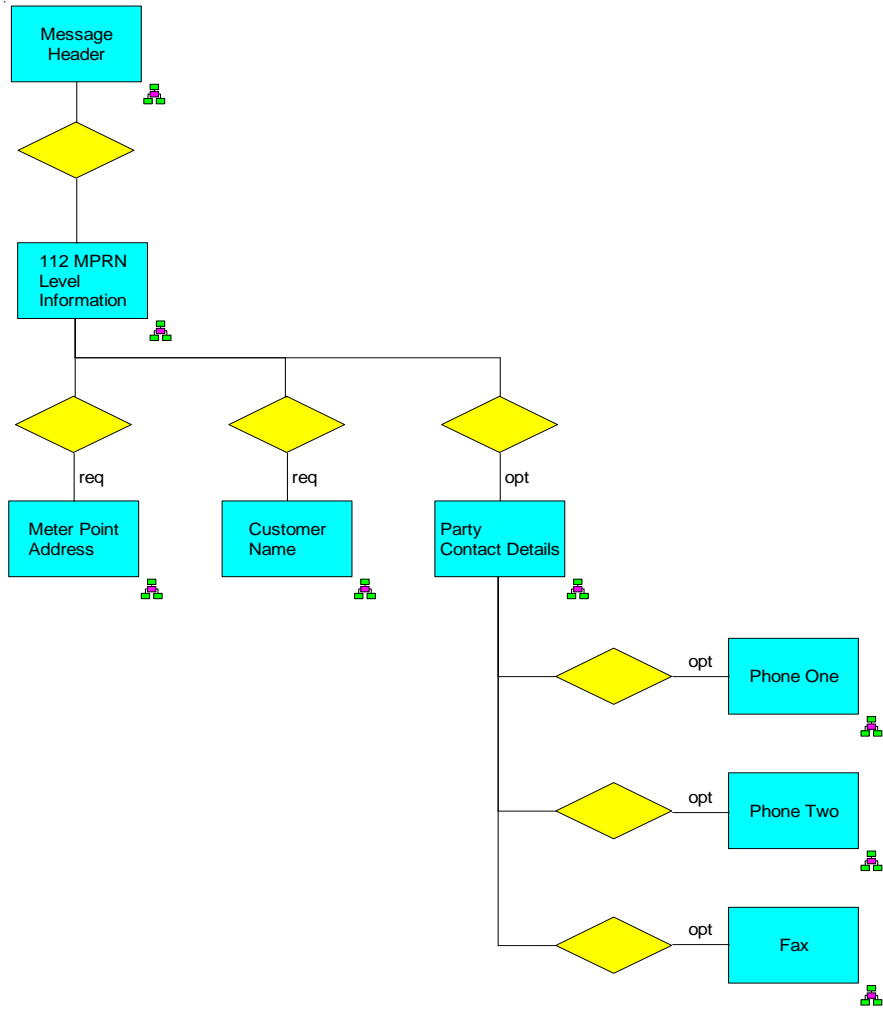 Message
Header
112 MPRN
Level
Information
req
req
opt
Meter Point
Address
Customer
Name
Party
Contact Details
opt
Phone One
opt
Phone Two
opt
Fax